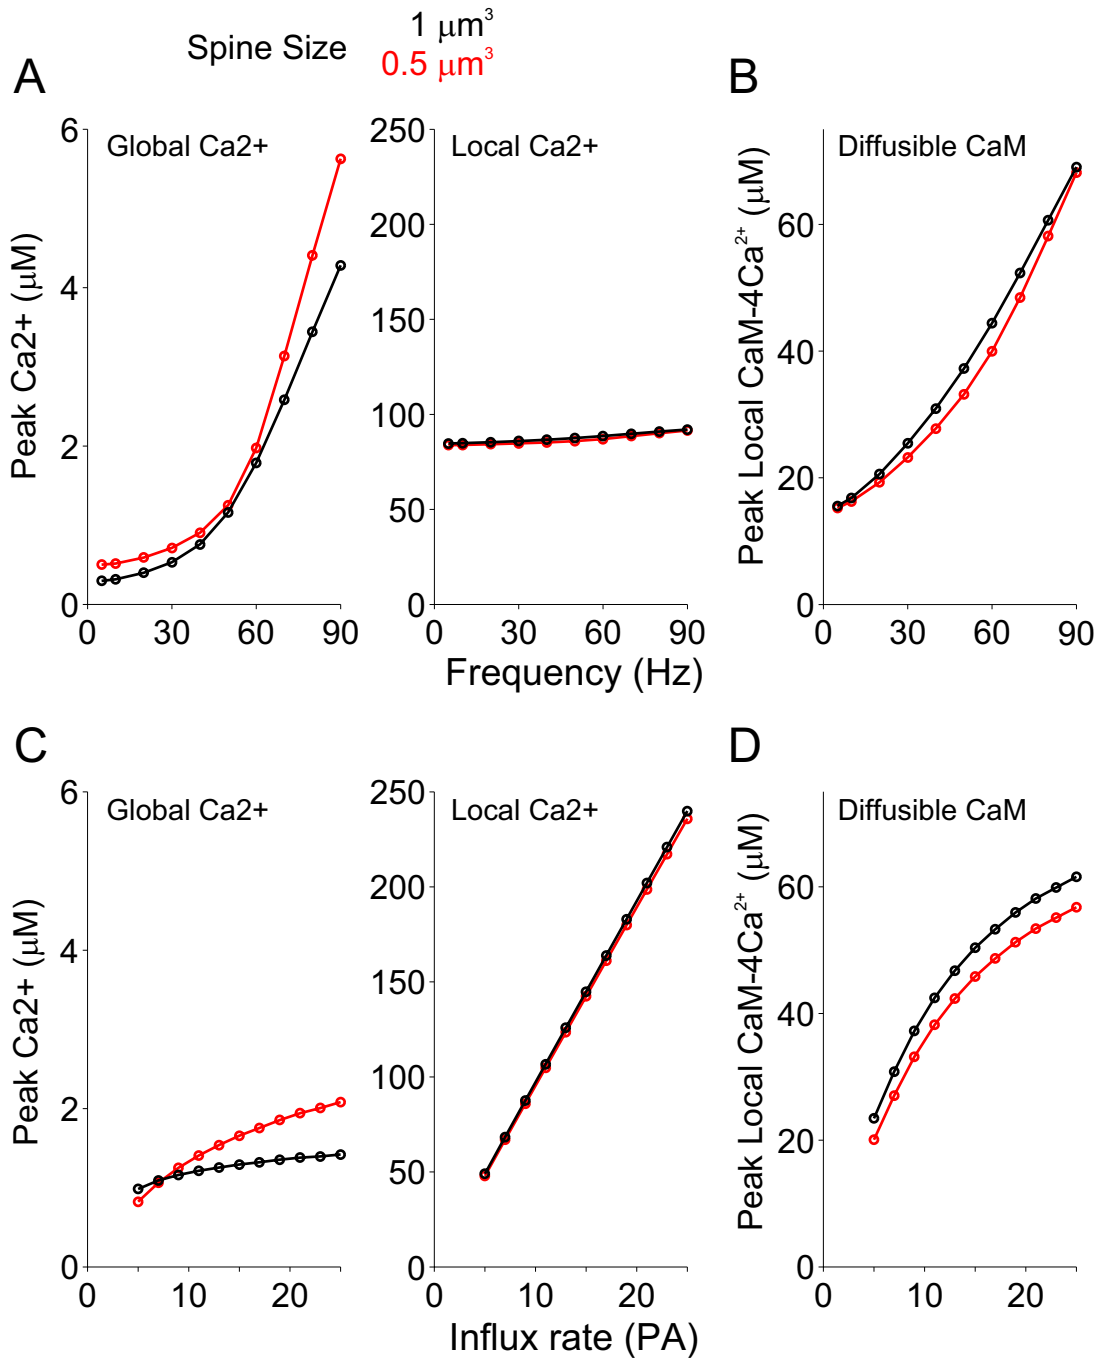 Spine Size
1 μm³
0.5 μm³
A
B
Global Ca2+
Local Ca2+
Diffusible CaM
Peak Ca2+ (μM)
6
4
2
0
0 30 60 90
250
200
150
100
50
0
0 30 60 90
Peak Local CaM-4Ca²⁺ (μM)
60
40
20
0
0 30 60 90
Frequency (Hz)
C
D
Global Ca2+
Local Ca2+
Diffusible CaM
Peak Ca2+ (μM)
6
4
2
0
0 10 20
250
200
150
100
50
0
0 10 20
Peak Local CaM-4Ca²⁺ (μM)
60
40
20
0
0 10 20
Influx rate (PA)